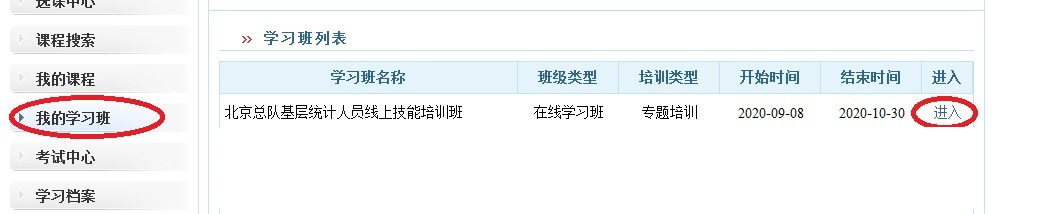 选课中心
课程搜索
我的课程
我的学习班
考试中心
学习档案
›› 学习班列表
学习班名称 班级类型 培训类型 开始时间 结束时间 进入
北京总队基层统计人员线上技能培训班 在线学习班 专题培训 2020-09-08 2020-10-30 进入